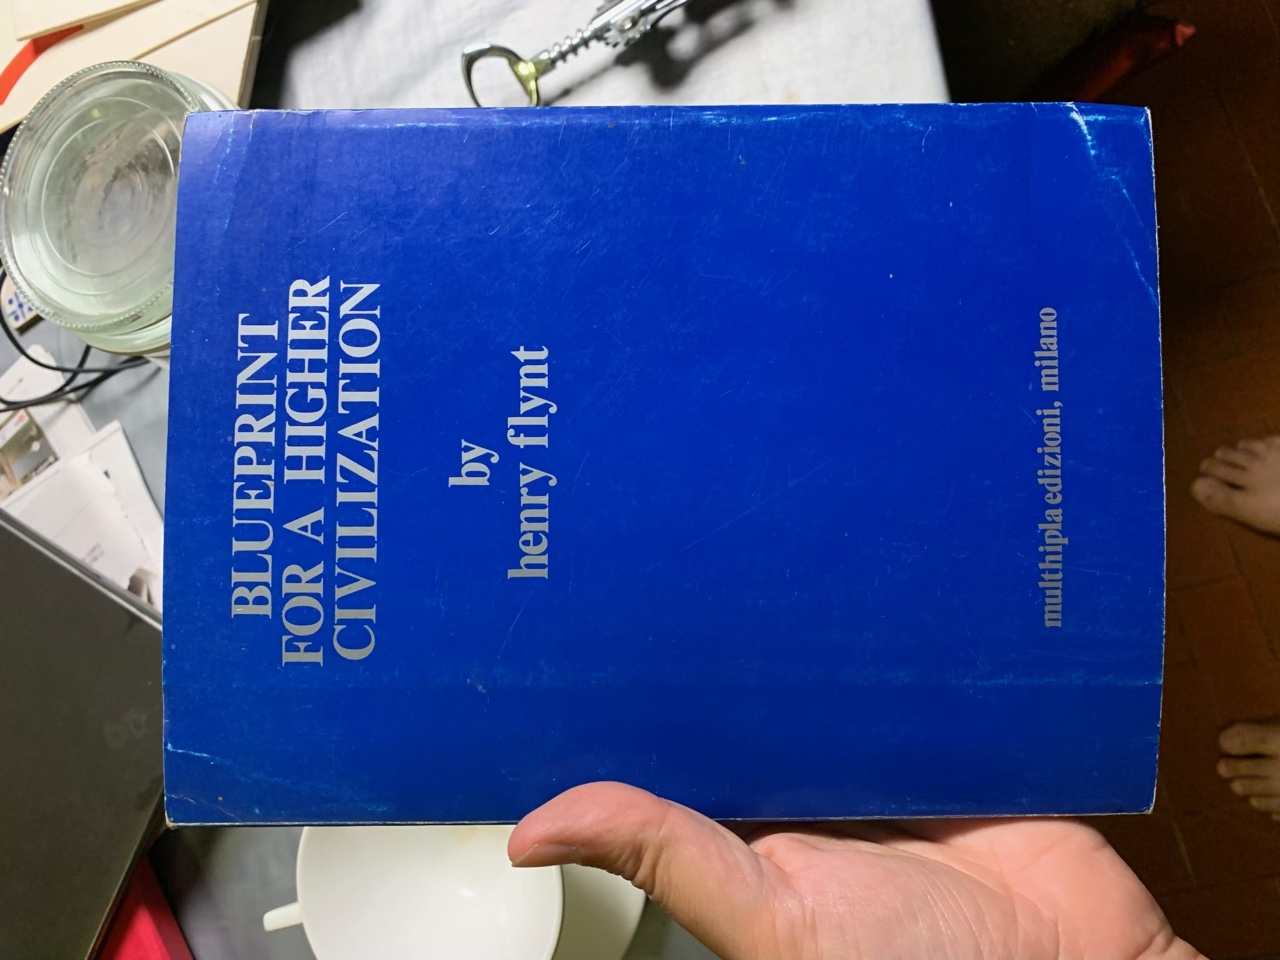 BLUEPRINT
FOR A HIGHER
CIVILIZATION
by
henry flynt
multhipla edizioni, milano